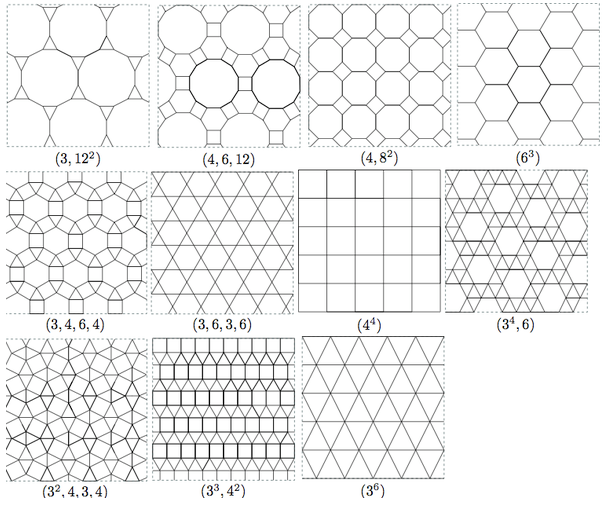 (3, 12²) (4, 6, 12) (4, 8²) (6³)
(3, 4, 6, 4) (3, 6, 3, 6) (4⁴) (3⁴, 6)
(3², 4, 3, 4) (3³, 4²) (3⁶)